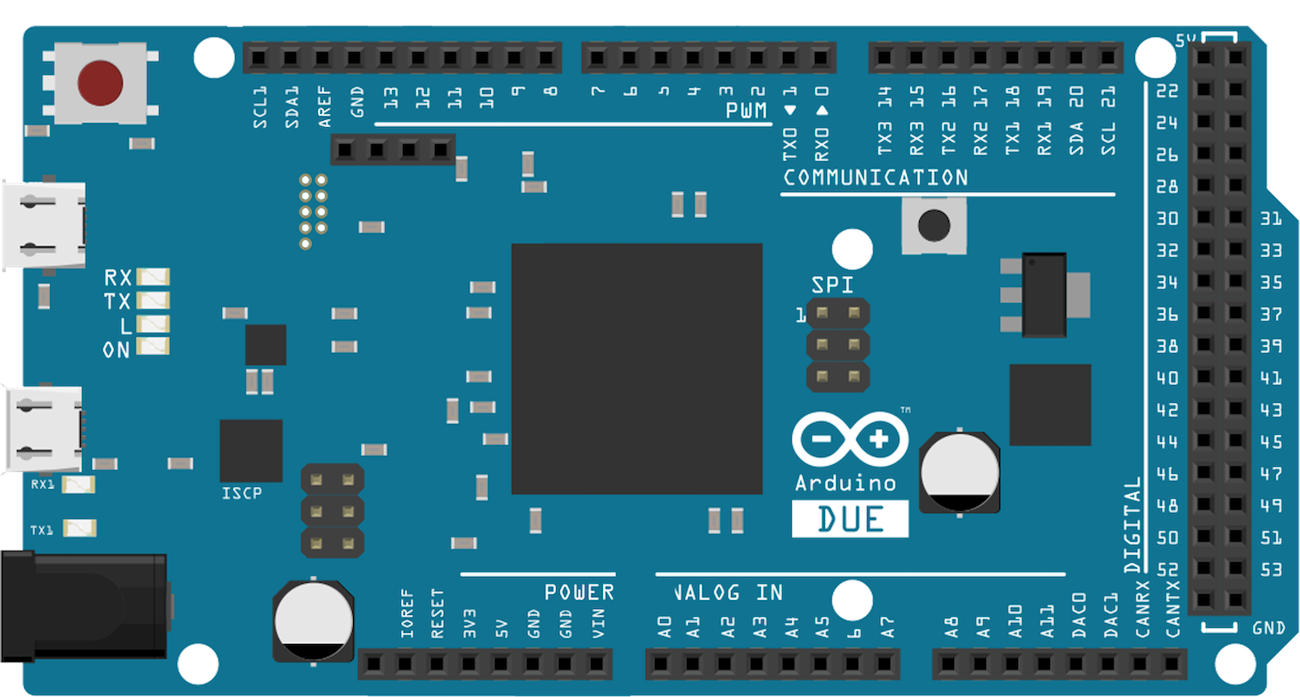 5V
SCL1 SDA1 AREF GND 13 12 11 10 9 8
7 6 5 4 3 2 TX0 ◄ 1 RX0 ► 0
TX3 14 RX3 15 TX2 16 RX2 17 TX1 18 RX1 19 SDA 20 SCL 21
PWM
COMMUNICATION
22
24
26
28
30 31
32 33
34 35
36 37
38 39
40 41
42 43
44 45
46 47
48 49
50 51
52 53
DIGITAL
GND
RX
TX
L
ON
SPI
1
™
Arduino
DUE
RX1
ISCP
TX1
POWER
NALOG IN
IOREF RESET 3V3 5V GND GND VIN
A0 A1 A2 A3 A4 A5 6 A7
A8 A9 A10 A11 DAC0 DAC1 CANRX CANTX